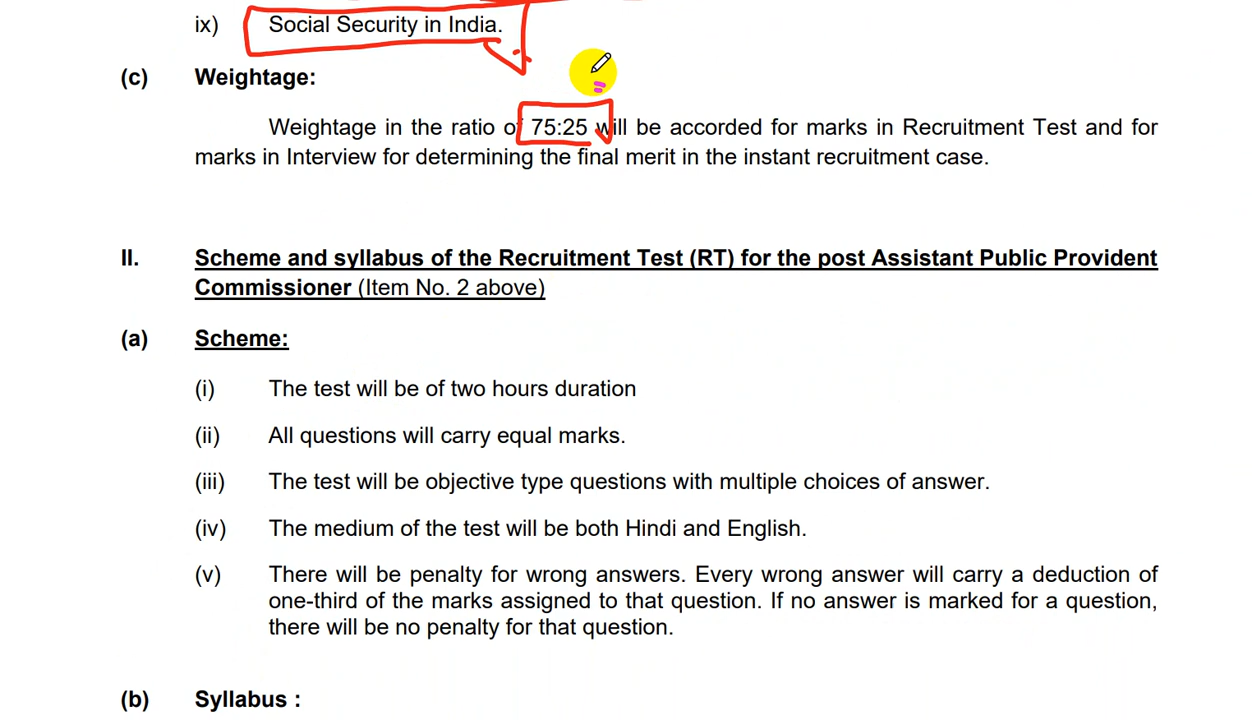 ix) Social Security in India.
(c) Weightage:
Weightage in the ratio of 75:25 will be accorded for marks in Recruitment Test and for
marks in Interview for determining the final merit in the instant recruitment case.
II. Scheme and syllabus of the Recruitment Test (RT) for the post Assistant Public Provident
Commissioner (Item No. 2 above)
(a) Scheme:
(i) The test will be of two hours duration
(ii) All questions will carry equal marks.
(iii) The test will be objective type questions with multiple choices of answer.
(iv) The medium of the test will be both Hindi and English.
(v) There will be penalty for wrong answers. Every wrong answer will carry a deduction of
one-third of the marks assigned to that question. If no answer is marked for a question,
there will be no penalty for that question.
(b) Syllabus :